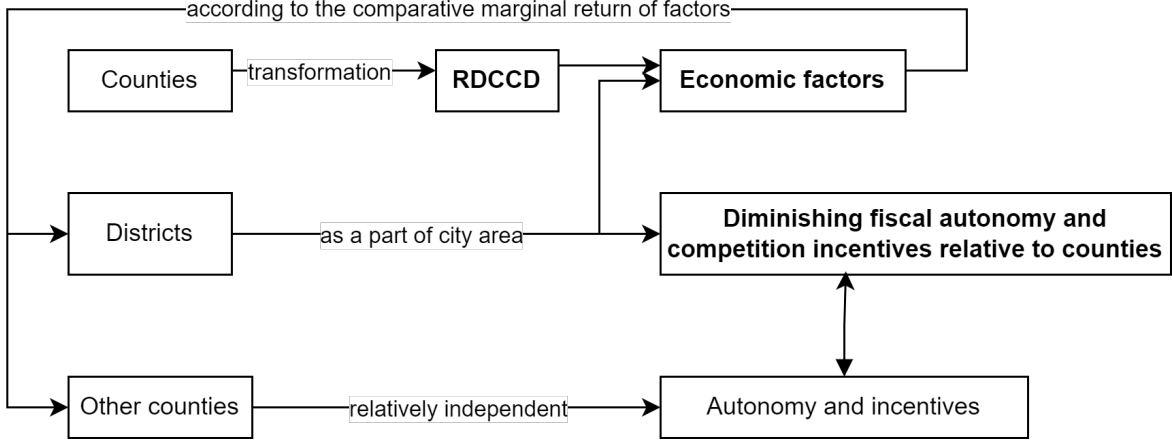 according to the comparative marginal return of factors
Counties
transformation
RDCCD
Economic factors
Districts
as a part of city area
Diminishing fiscal autonomy and
competition incentives relative to counties
Other counties
relatively independent
Autonomy and incentives